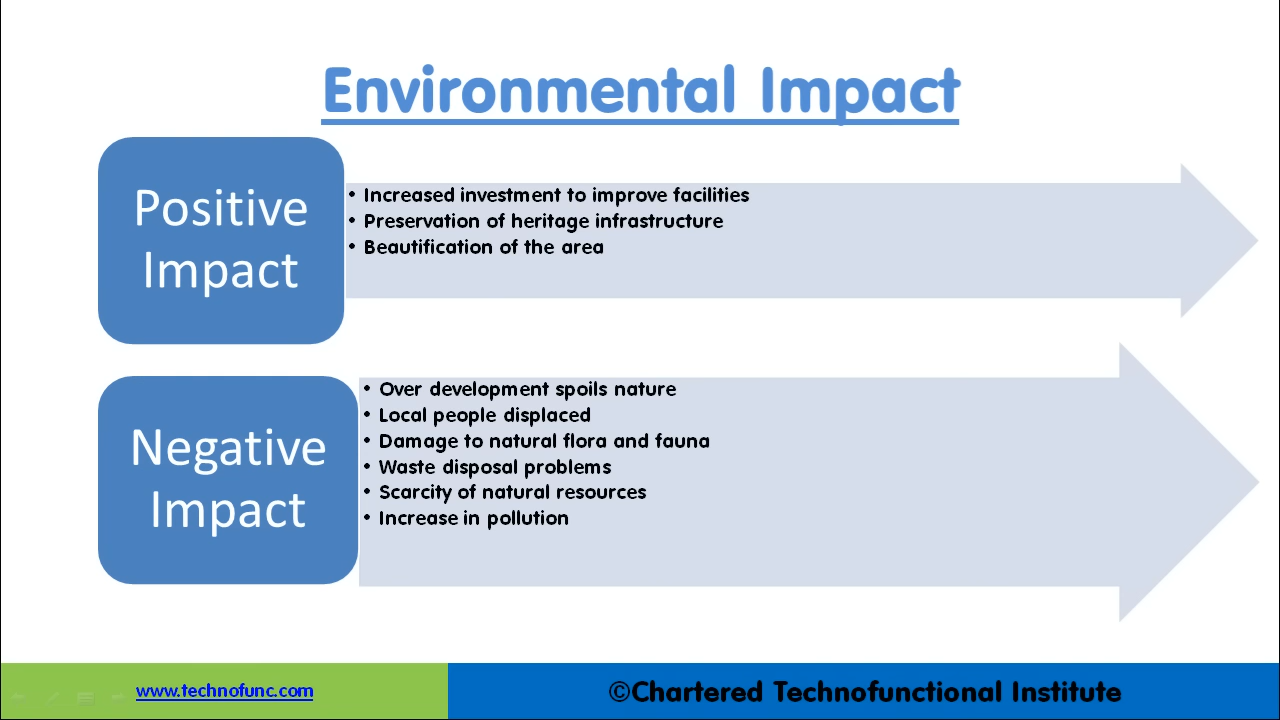 Environmental Impact
Positive
Impact
• Increased investment to improve facilities
• Preservation of heritage infrastructure
• Beautification of the area
Negative
Impact
• Over development spoils nature
• Local people displaced
• Damage to natural flora and fauna
• Waste disposal problems
• Scarcity of natural resources
• Increase in pollution
www.technofunc.com
©Chartered Technofunctional Institute